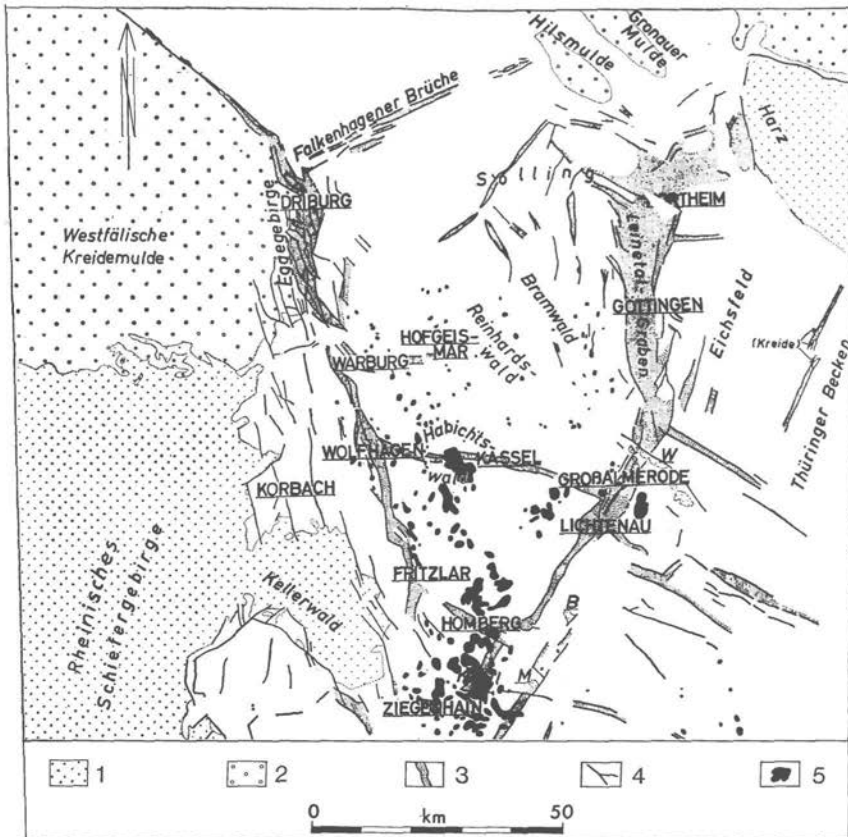 Hilsmulde
Gronauer
Mulde
Harz
Falkenhagener Brüche
Solling
DRIBURG
Eggegebirge
RTHEIM
Westfälische
Kreidemulde
Leinetal-Graben
GÖTTINGEN
Bramwald
Reinhards-
wald
Eichsfeld
(Kreide)
HOFGEIS-
MAR
WARBURG
Thüringer Becken
Habichts-
wald
WOLFHAGEN
KASSEL
GROßALMERODE
W
KORBACH
LICHTENAU
Rheinisches
Schiefergebirge
FRITZLAR
Kellerwald
HOMBERG
B
M
ZIEGENHAIN
1
2
3
4
5
0
50
km